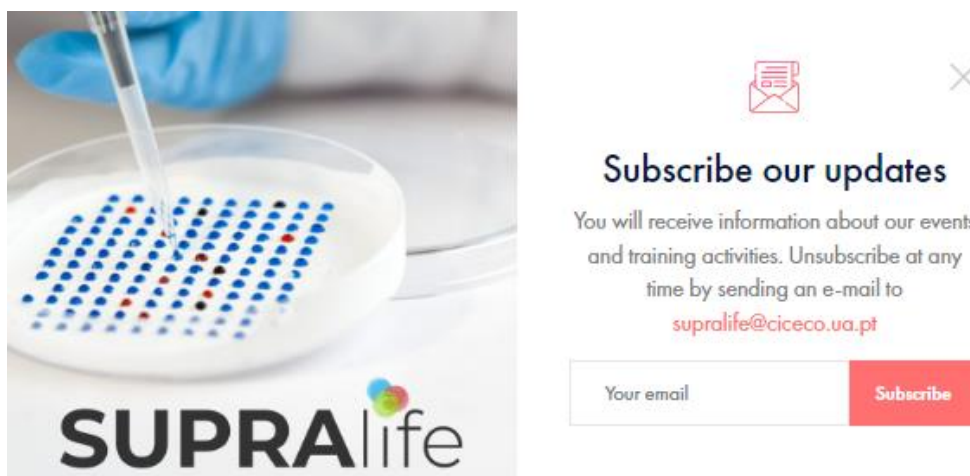 SUPRAlife
Subscribe our updates
You will receive information about our events
and training activities. Unsubscribe at any
time by sending an e-mail to
supralife@ciceco.ua.pt
Your email
Subscribe